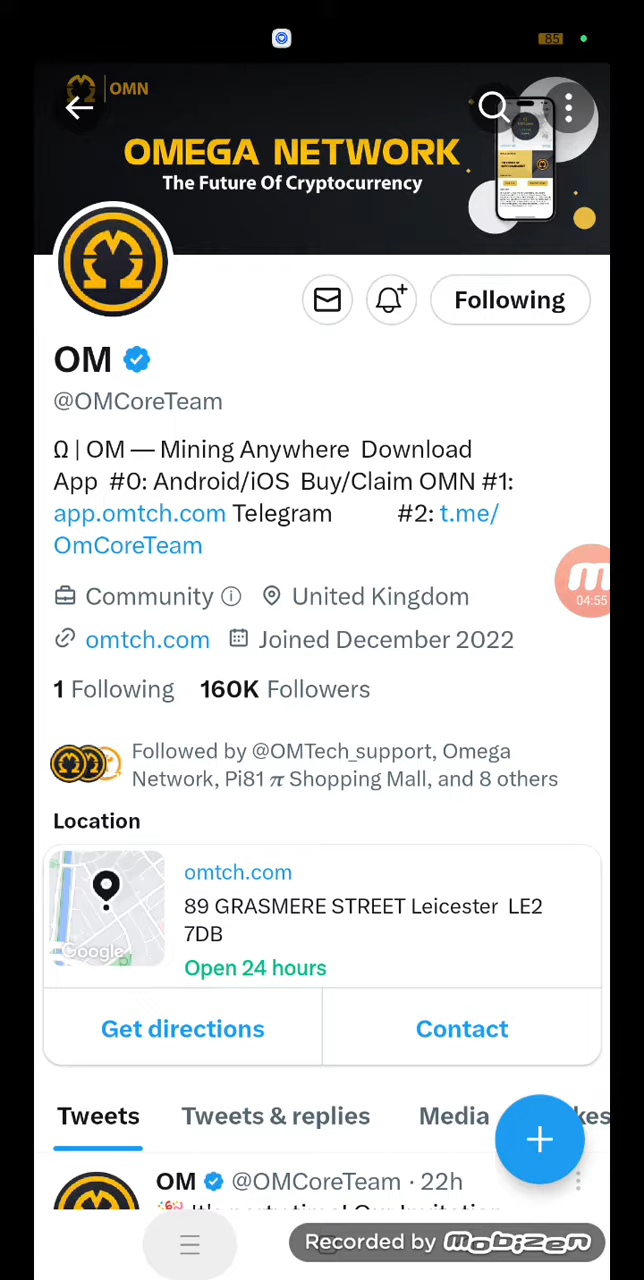 85
OMN
OMEGA NETWORK
The Future Of Cryptocurrency
Following
OM
@OMCoreTeam
Ω | OM — Mining Anywhere Download
App #0: Android/iOS Buy/Claim OMN #1:
app.omtch.com Telegram #2: t.me/
OmCoreTeam
Community United Kingdom
04:55
omtch.com Joined December 2022
1 Following 160K Followers
Followed by @OMTech_support, Omega
Network, Pi81 π Shopping Mall, and 8 others
Location
omtch.com
89 GRASMERE STREET Leicester LE2
7DB
Google
Open 24 hours
Get directions Contact
Tweets Tweets & replies Media kes
OM @OMCoreTeam · 22h
Recorded by mobizen